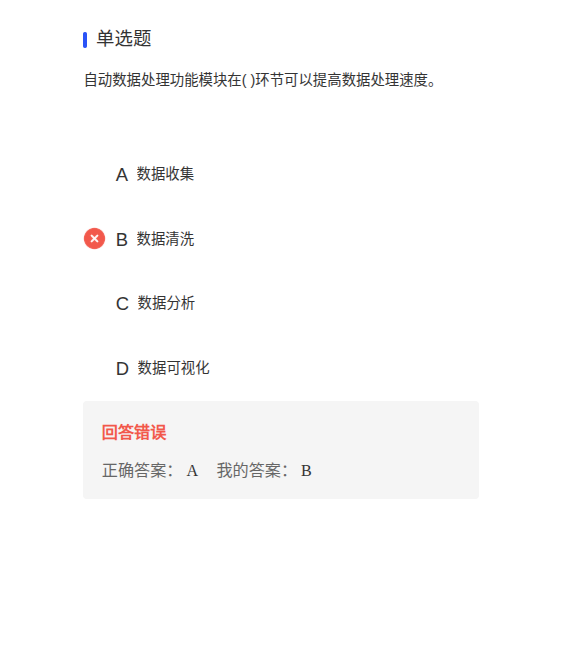 单选题
自动数据处理功能模块在( )环节可以提高数据处理速度。
A 数据收集
B 数据清洗
C 数据分析
D 数据可视化
回答错误
正确答案： A 我的答案： B